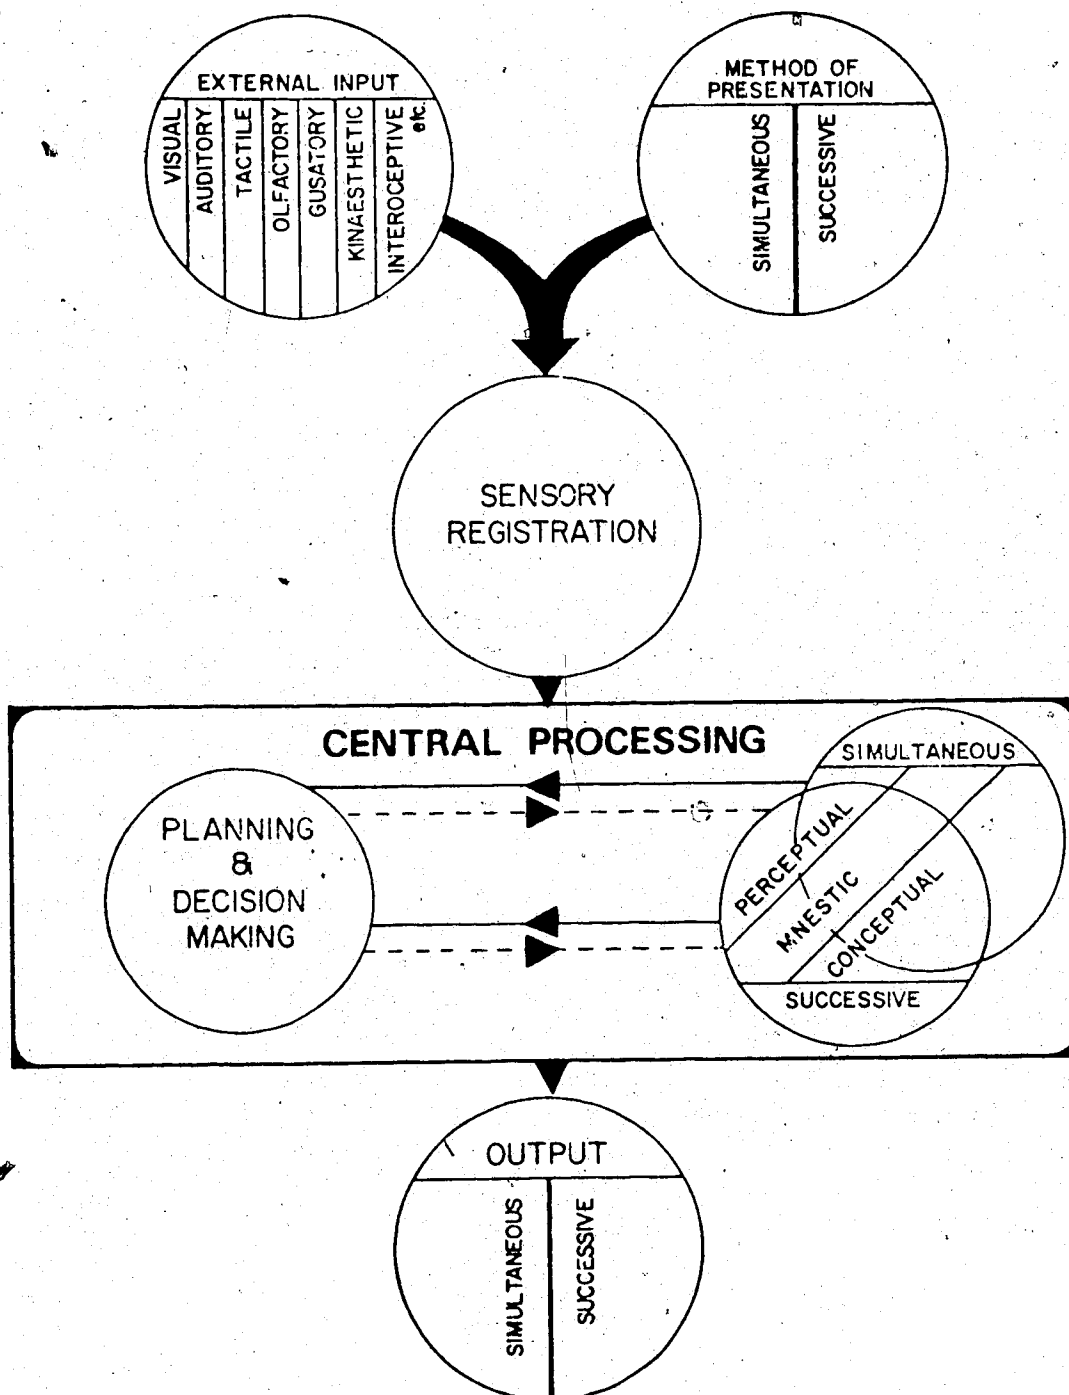 EXTERNAL INPUT
VISUAL
AUDITORY
TACTILE
OLFACTORY
GUSATORY
KINAESTHETIC
INTEROCEPTIVE
etc.
METHOD OF
PRESENTATION
SIMULTANEOUS
SUCCESSIVE
SENSORY
REGISTRATION
CENTRAL PROCESSING
PLANNING
&
DECISION
MAKING
SIMULTANEOUS
PERCEPTUAL
MNESTIC
CONCEPTUAL
SUCCESSIVE
OUTPUT
SIMULTANEOUS
SUCCESSIVE